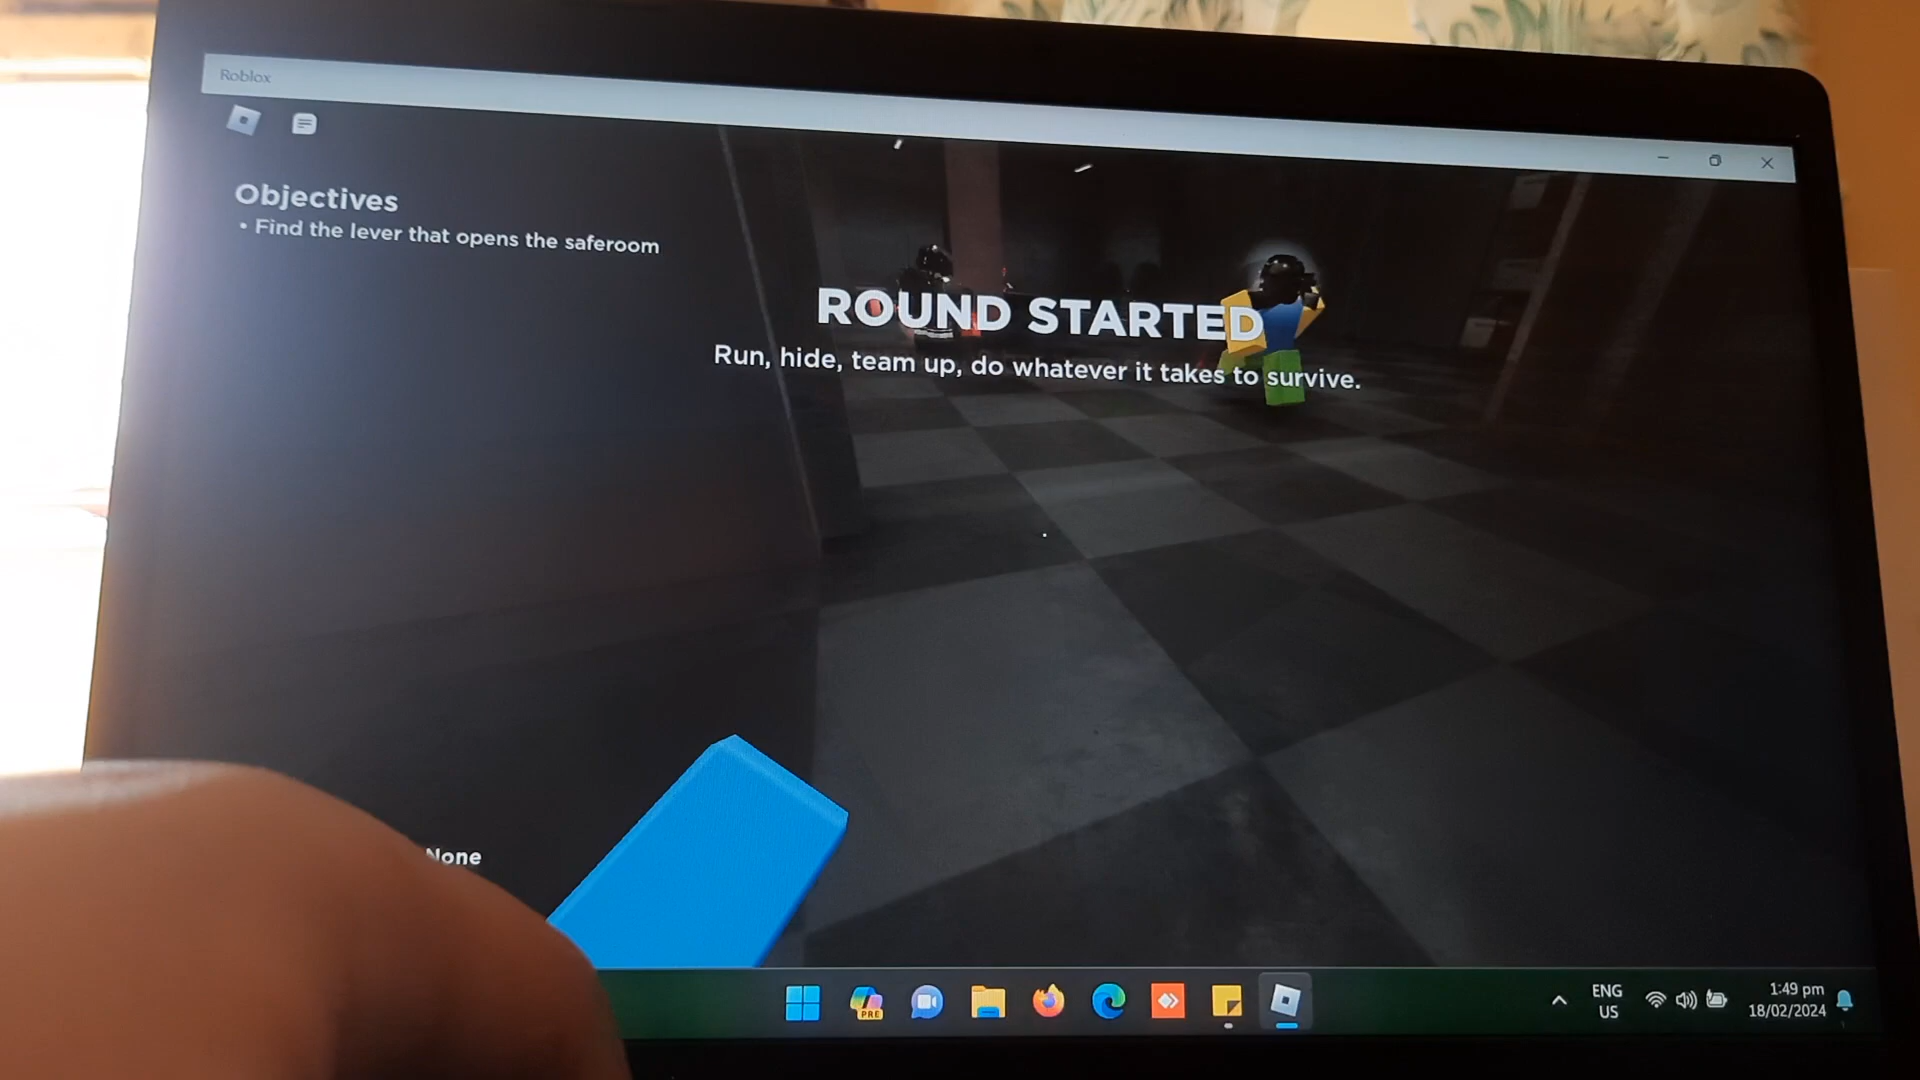 Roblox
Objectives
• Find the lever that opens the saferoom
ROUND STARTED
Run, hide, team up, do whatever it takes to survive.
None
PRE
ENG
US
1:49 pm
18/02/2024